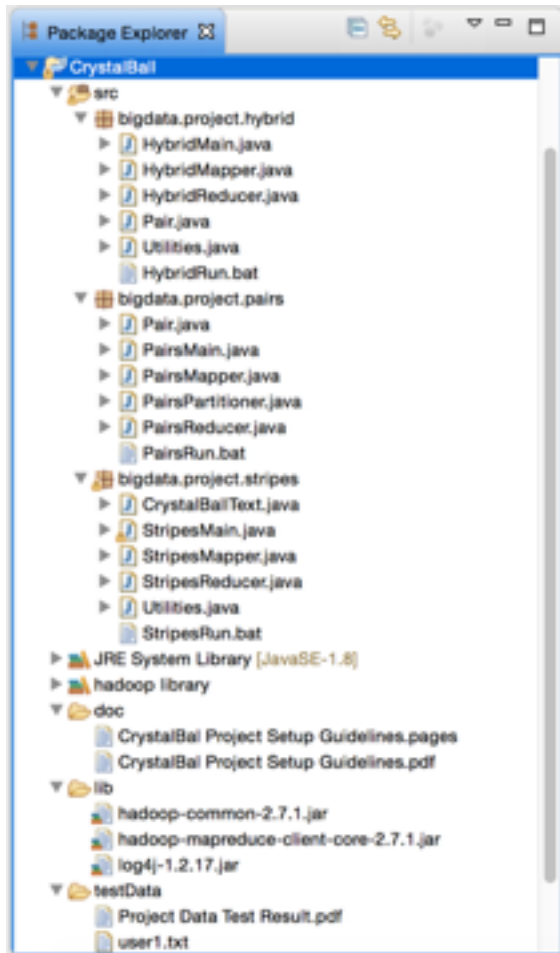 Package Explorer
CrystalBall
src
bigdata.project.hybrid
HybridMain.java
HybridMapper.java
HybridReducer.java
Pair.java
Utilities.java
HybridRun.bat
bigdata.project.pairs
Pair.java
PairsMain.java
PairsMapper.java
PairsPartitioner.java
PairsReducer.java
PairsRun.bat
bigdata.project.stripes
CrystalBallText.java
StripesMain.java
StripesMapper.java
StripesReducer.java
Utilities.java
StripesRun.bat
JRE System Library [JavaSE-1.8]
hadoop library
doc
CrystalBal Project Setup Guidelines.pages
CrystalBal Project Setup Guidelines.pdf
lib
hadoop-common-2.7.1.jar
hadoop-mapreduce-client-core-2.7.1.jar
log4j-1.2.17.jar
testData
Project Data Test Result.pdf
user1.txt